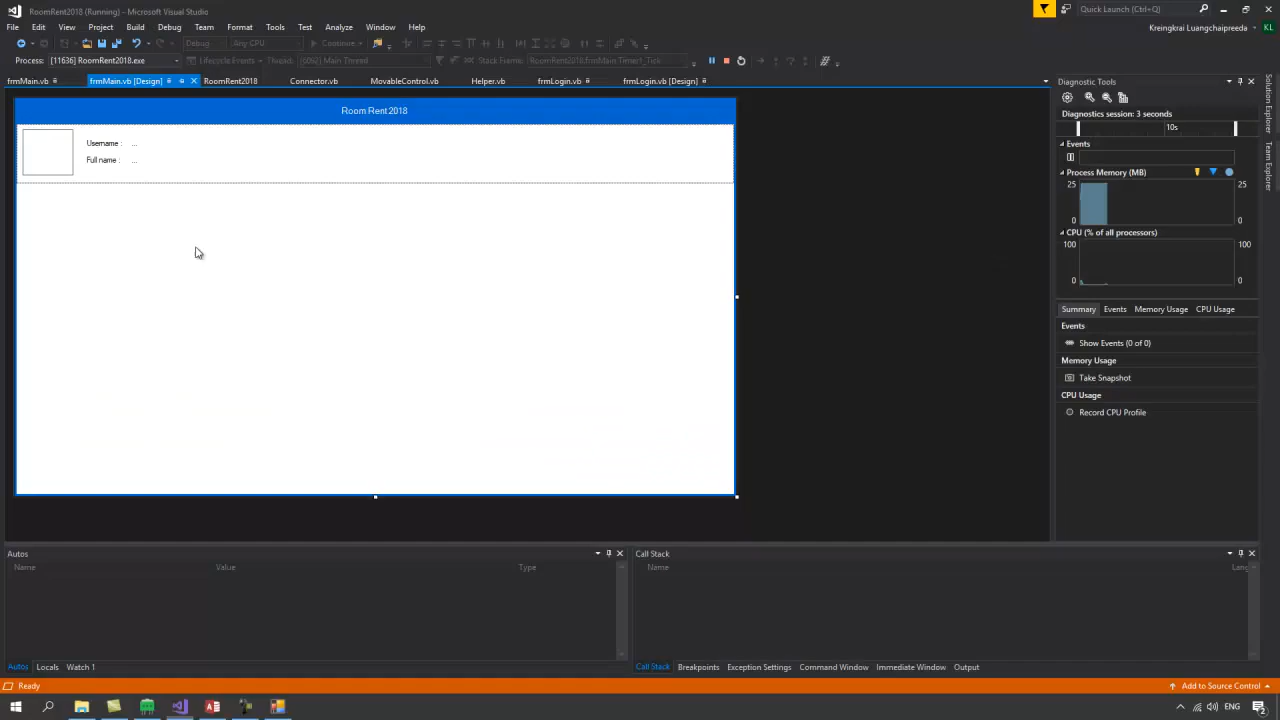 RoomRent2018 (Running) - Microsoft Visual Studio
Quick Launch (Ctrl+Q)
File Edit View Project Build Debug Team Format Tools Test Analyze Window Help
Kreingkrai Luangchaipreeda KL
Debug Any CPU Continue
Process: [11636] RoomRent2018.exe Lifecycle Events Thread: [6092] Main Thread Stack Frame: RoomRent2018.frmMain.Timer1_Tick
frmMain.vb frmMain.vb [Design] RoomRent2018 Connector.vb MovableControl.vb Helper.vb frmLogin.vb frmLogin.vb [Design]
Diagnostic Tools
Solution Explorer
Team Explorer
Room Rent 2018
Username : ...
Full name : ...
Diagnostics session: 3 seconds
10s
Events
Process Memory (MB)
25 25
0 0
CPU (% of all processors)
100 100
0 0
Summary Events Memory Usage CPU Usage
Events
Show Events (0 of 0)
Memory Usage
Take Snapshot
CPU Usage
Record CPU Profile
Autos
Name Value Type
Call Stack
Name Lang
Autos Locals Watch 1
Call Stack Breakpoints Exception Settings Command Window Immediate Window Output
Ready
Add to Source Control
ENG